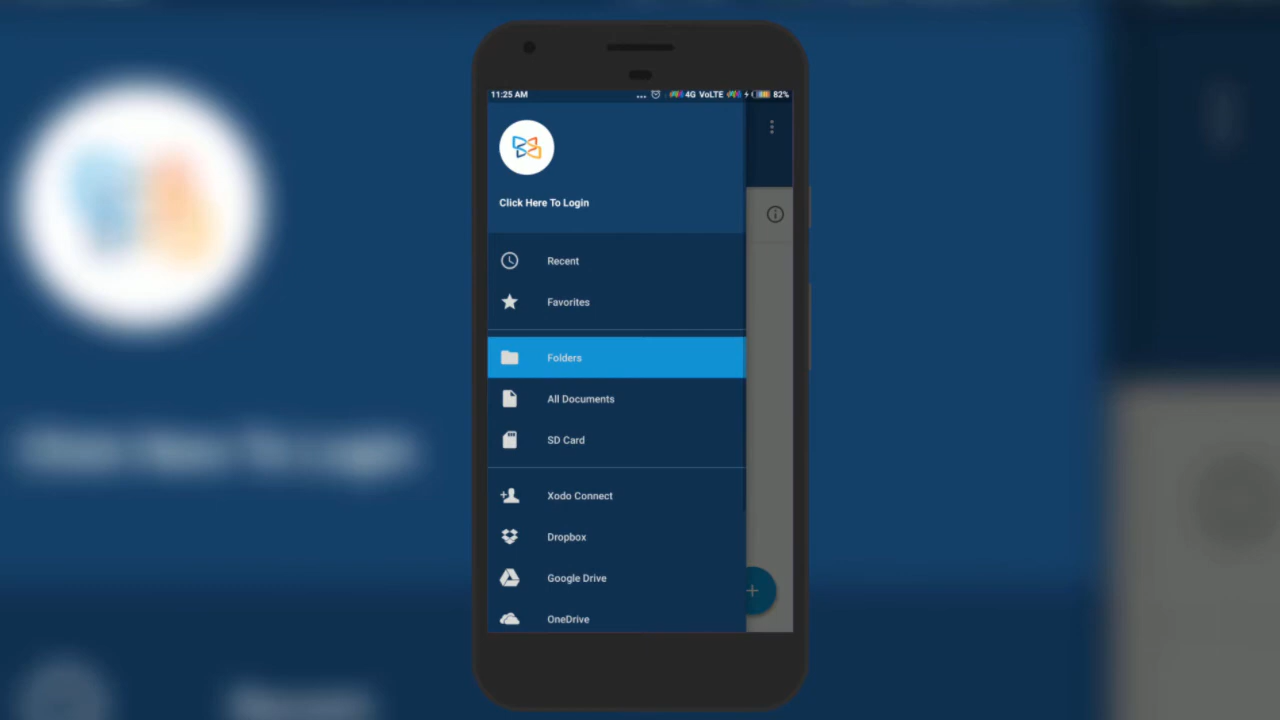 11:25 AM ... 4G VoLTE 82%
Click Here To Login
Recent
Favorites
Folders
All Documents
SD Card
Xodo Connect
Dropbox
Google Drive
OneDrive